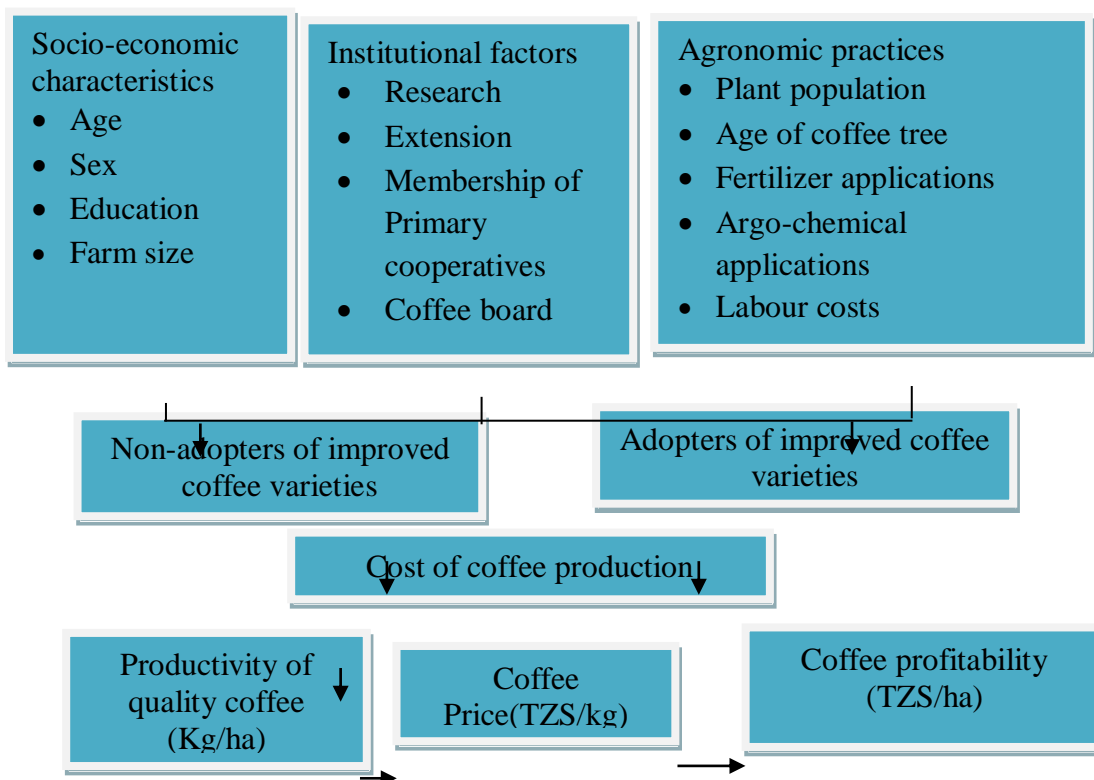 Socio-economic
characteristics
• Age
• Sex
• Education
• Farm size
Institutional factors
• Research
• Extension
• Membership of
Primary
cooperatives
• Coffee board
Agronomic practices
• Plant population
• Age of coffee tree
• Fertilizer applications
• Argo-chemical
applications
• Labour costs
Non-adopters of improved
coffee varieties
Adopters of improved coffee
varieties
Cost of coffee production
Productivity of
quality coffee
(Kg/ha)
Coffee
Price(TZS/kg)
Coffee profitability
(TZS/ha)